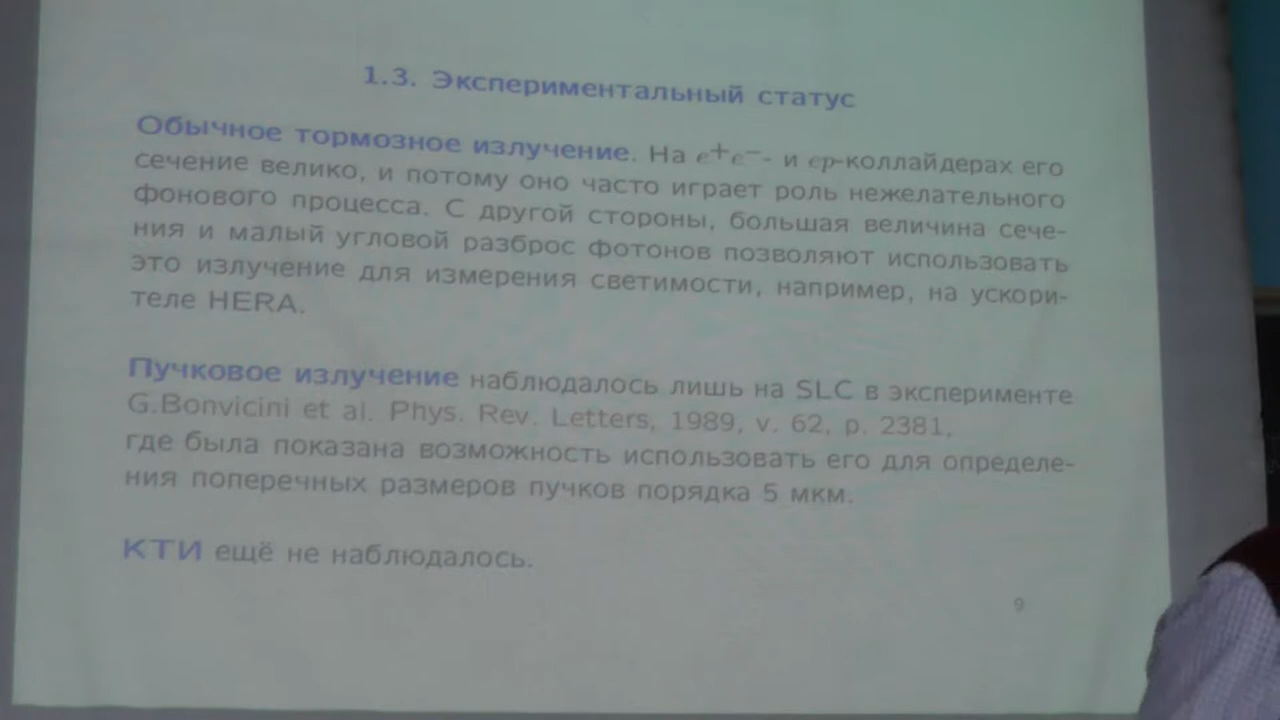 1.3. Экспериментальный статус
Обычное тормозное излучение. На e⁺e⁻- и ep-коллайдерах его
сечение велико, и потому оно часто играет роль нежелательного
фонового процесса. С другой стороны, большая величина сече-
ния и малый угловой разброс фотонов позволяют использовать
это излучение для измерения светимости, например, на ускори-
теле HERA.
Пучковое излучение наблюдалось лишь на SLC в эксперименте
G.Bonvicini et al. Phys. Rev. Letters, 1989, v. 62, p. 2381,
где была показана возможность использовать его для определе-
ния поперечных размеров пучков порядка 5 мкм.
КТИ ещё не наблюдалось.
9